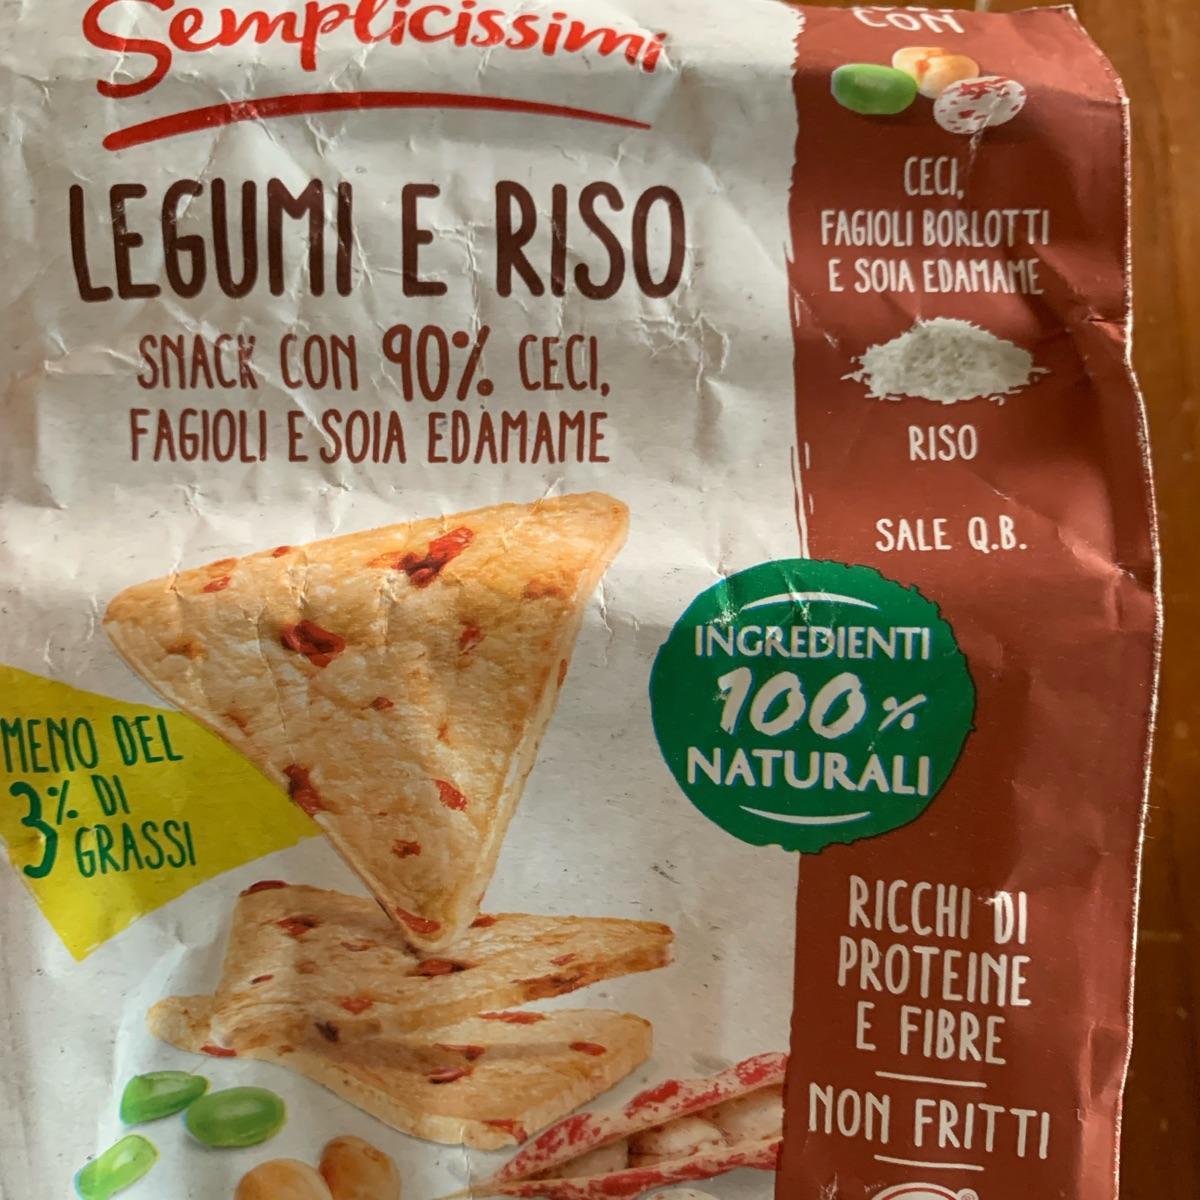 Semplicissimi
LEGUMI E RISO
SNACK CON 90% CECI,
FAGIOLI E SOIA EDAMAME
MENO DEL
3% DI
GRASSI
INGREDIENTI
100%
NATURALI
CON
CECI,
FAGIOLI BORLOTTI
E SOIA EDAMAME
RISO
SALE Q.B.
RICCHI DI
PROTEINE
E FIBRE
NON FRITTI
®